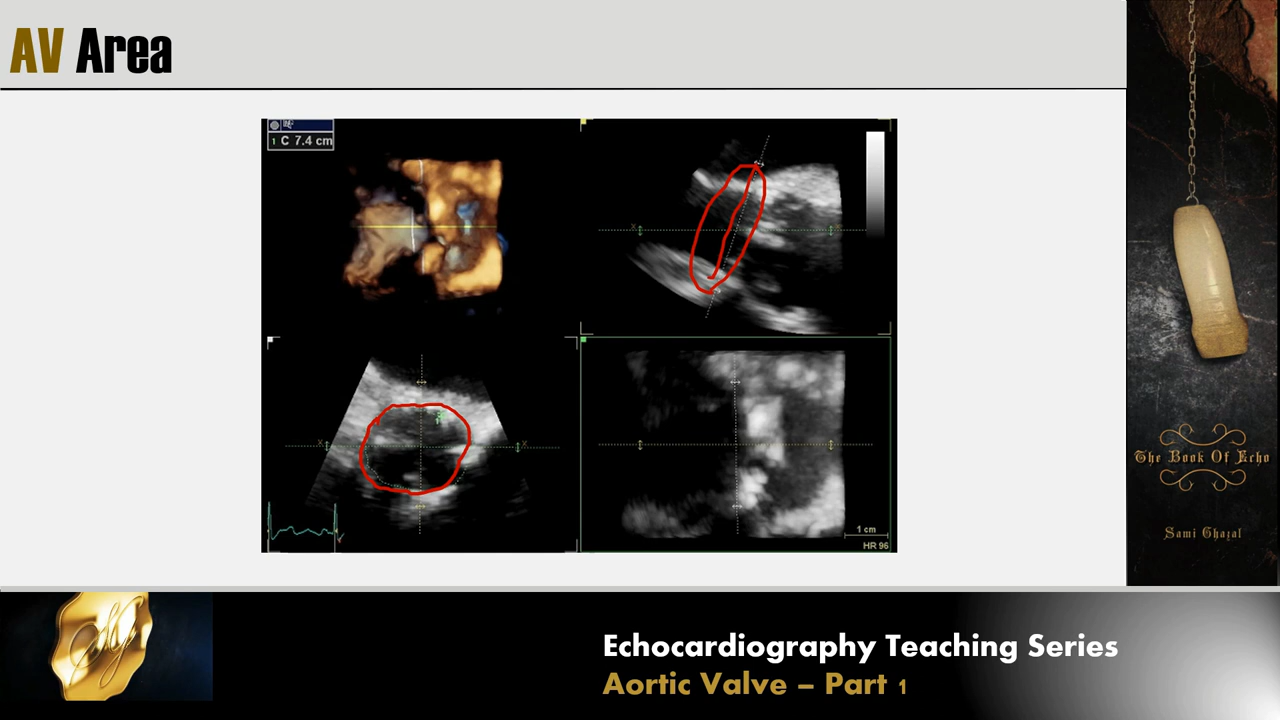 AV Area
1 C 7.4 cm
1 cm
HR 96
The Book Of Echo
Sami Ghazal
Echocardiography Teaching Series
Aortic Valve – Part 1